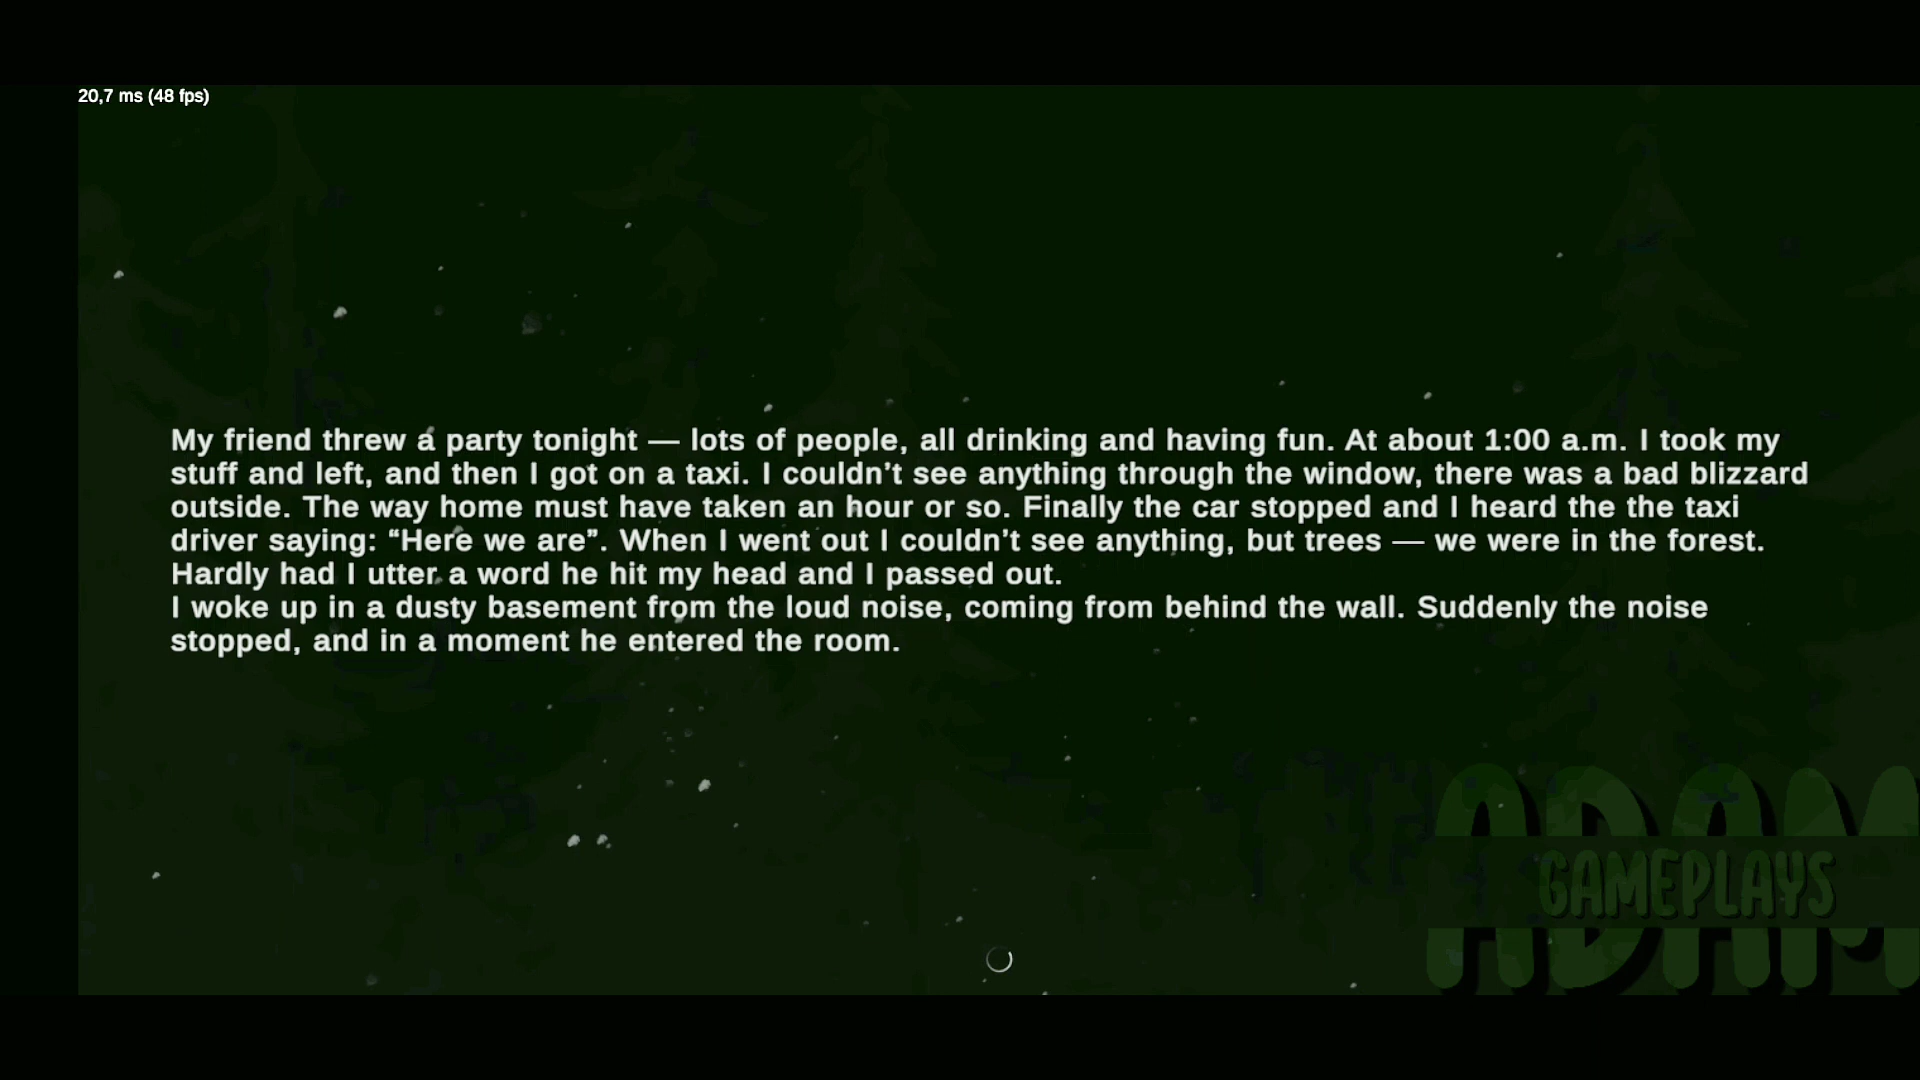 20,7 ms (48 fps)
My friend threw a party tonight — lots of people, all drinking and having fun. At about 1:00 a.m. I took my
stuff and left, and then I got on a taxi. I couldn’t see anything through the window, there was a bad blizzard
outside. The way home must have taken an hour or so. Finally the car stopped and I heard the the taxi
driver saying: “Here we are”. When I went out I couldn’t see anything, but trees — we were in the forest.
Hardly had I utter a word he hit my head and I passed out.
I woke up in a dusty basement from the loud noise, coming from behind the wall. Suddenly the noise
stopped, and in a moment he entered the room.
ADAM
GAMEPLAYS